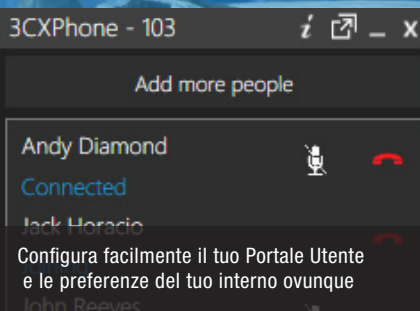 3CXPhone - 103
Add more people
Andy Diamond
Connected
Jack Horacio
Configura facilmente il tuo Portale Utente
e le preferenze del tuo interno ovunque
John Reeves